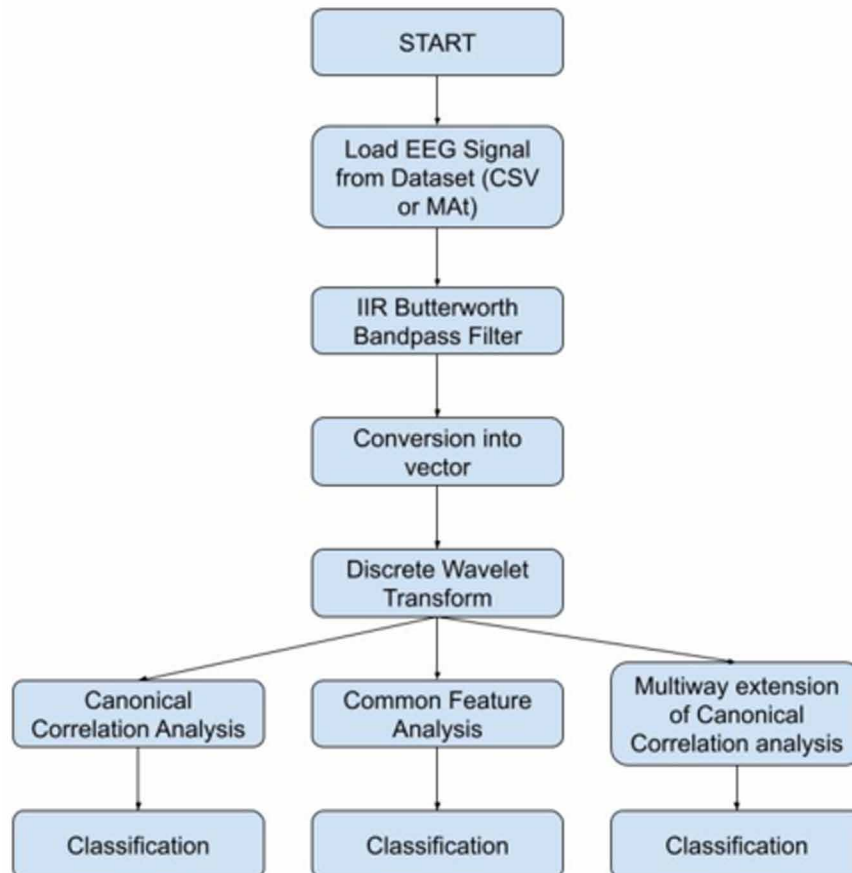 START
Load EEG Signal
from Dataset (CSV
or MAt)
IIR Butterworth
Bandpass Filter
Conversion into
vector
Discrete Wavelet
Transform
Canonical
Correlation Analysis
Common Feature
Analysis
Multiway extension
of Canonical
Correlation analysis
Classification
Classification
Classification